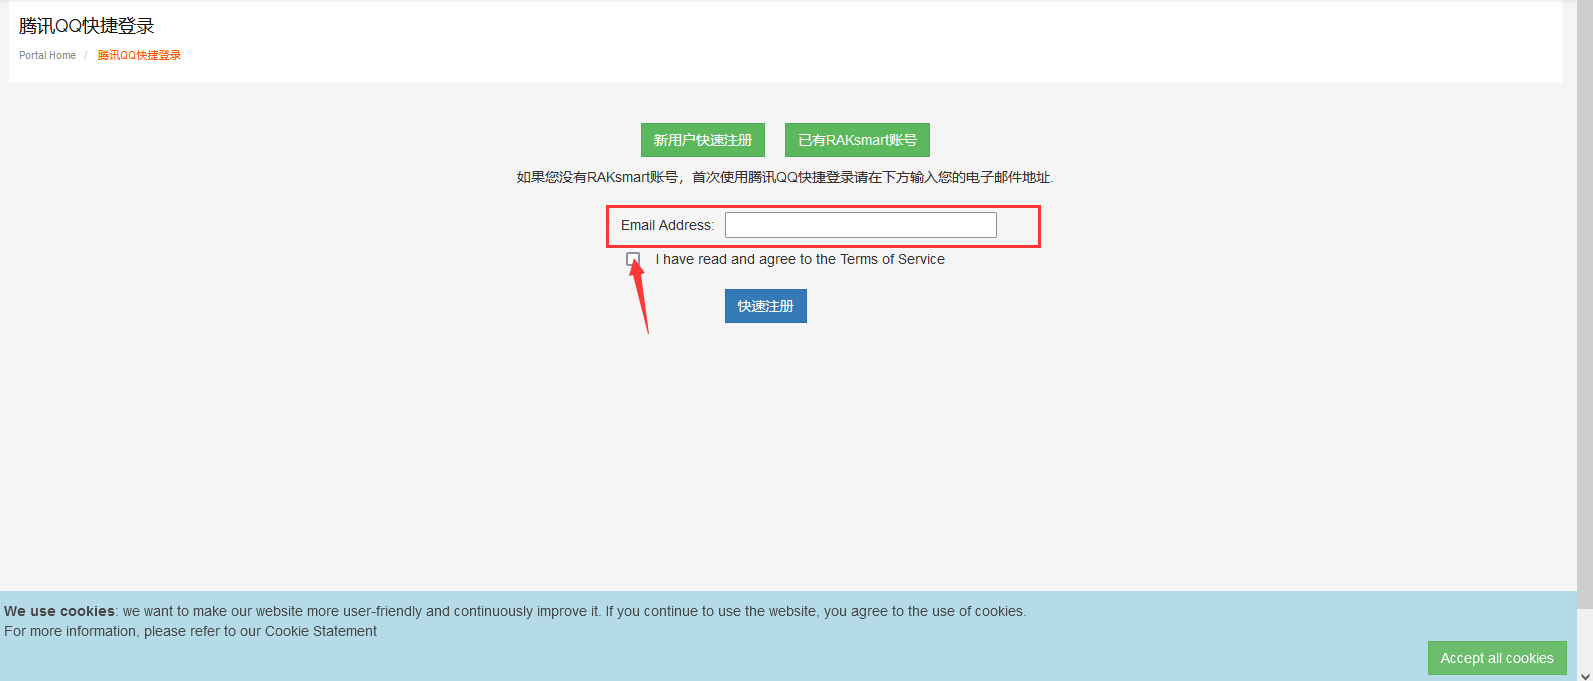 腾讯QQ快捷登录
Portal Home / 腾讯QQ快捷登录
新用户快速注册 已有RAKsmart账号
如果您没有RAKsmart账号，首次使用腾讯QQ快捷登录请在下方输入您的电子邮件地址.
Email Address:
I have read and agree to the Terms of Service
快速注册
We use cookies: we want to make our website more user-friendly and continuously improve it. If you continue to use the website, you agree to the use of cookies.
For more information, please refer to our Cookie Statement
Accept all cookies